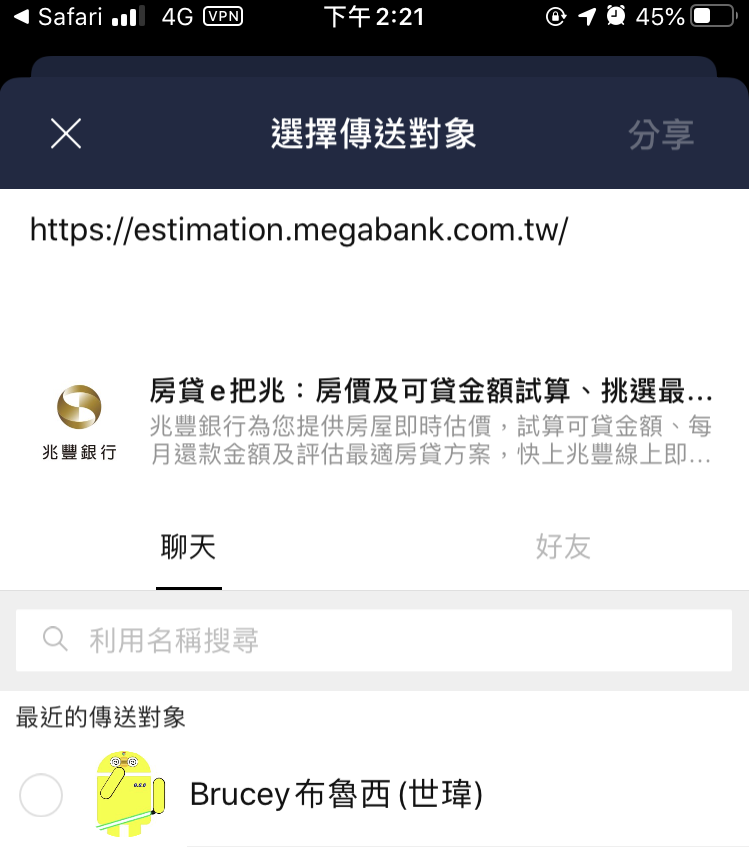 Safari 4G VPN 下午2:21 45%
選擇傳送對象 分享
https://estimation.megabank.com.tw/
房貸e把兆：房價及可貸金額試算、挑選最...
兆豐銀行為您提供房屋即時估價，試算可貸金額、每
兆豐銀行 月還款金額及評估最適房貸方案，快上兆豐線上即...
聊天 好友
利用名稱搜尋
最近的傳送對象
Brucey布魯西(世瑋)